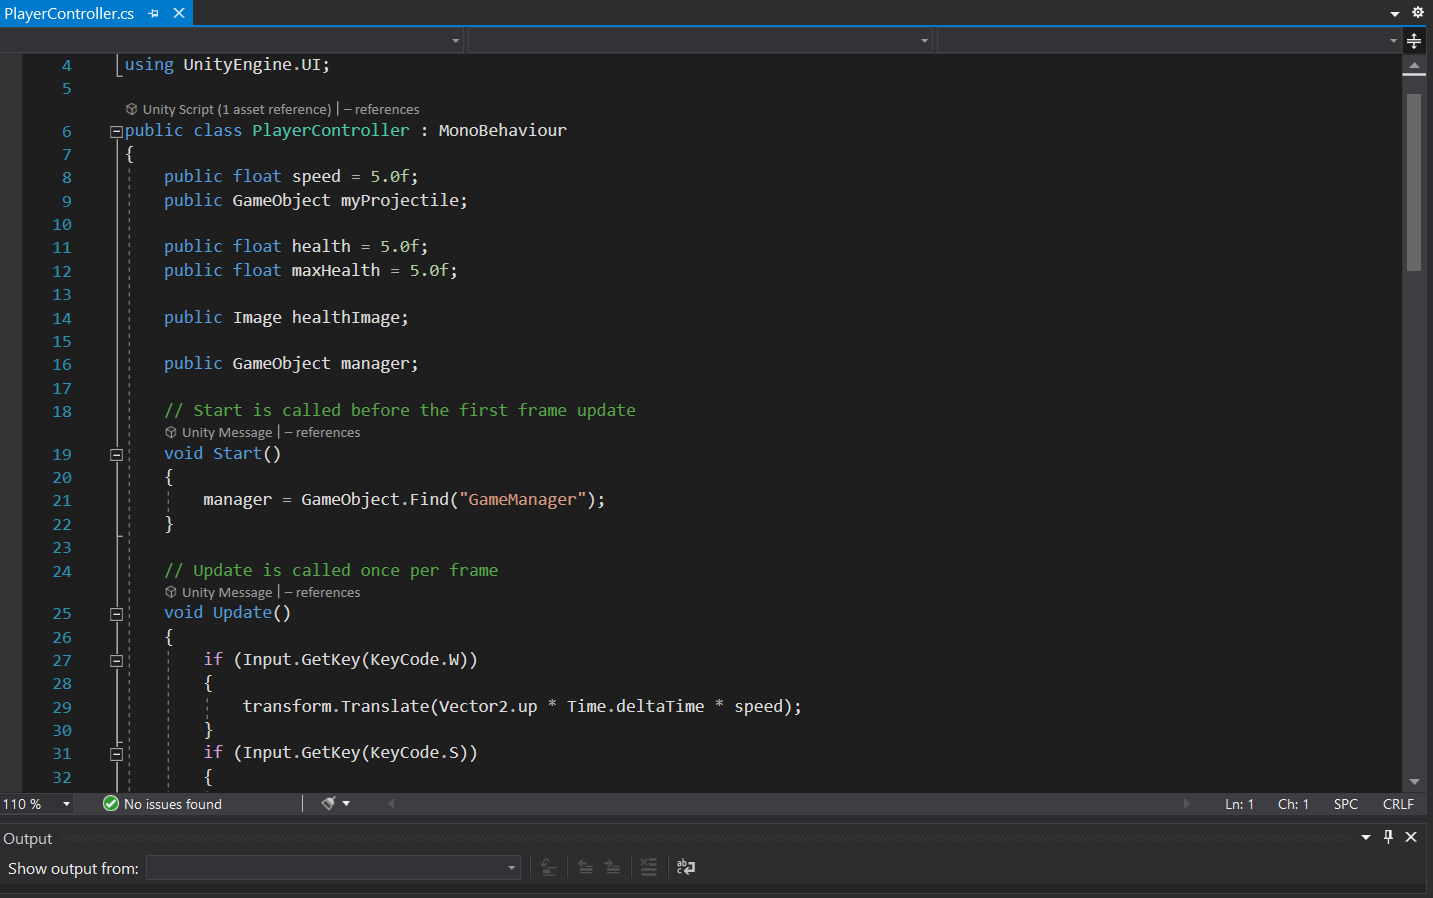 PlayerController.cs
4 using UnityEngine.UI;
5
Unity Script (1 asset reference) | – references
6 public class PlayerController : MonoBehaviour
7 {
8 public float speed = 5.0f;
9 public GameObject myProjectile;
10
11 public float health = 5.0f;
12 public float maxHealth = 5.0f;
13
14 public Image healthImage;
15
16 public GameObject manager;
17
18 // Start is called before the first frame update
Unity Message | – references
19 void Start()
20 {
21 manager = GameObject.Find("GameManager");
22 }
23
24 // Update is called once per frame
Unity Message | – references
25 void Update()
26 {
27 if (Input.GetKey(KeyCode.W))
28 {
29 transform.Translate(Vector2.up * Time.deltaTime * speed);
30 }
31 if (Input.GetKey(KeyCode.S))
32 {
110 % No issues found Ln: 1 Ch: 1 SPC CRLF
Output
Show output from: